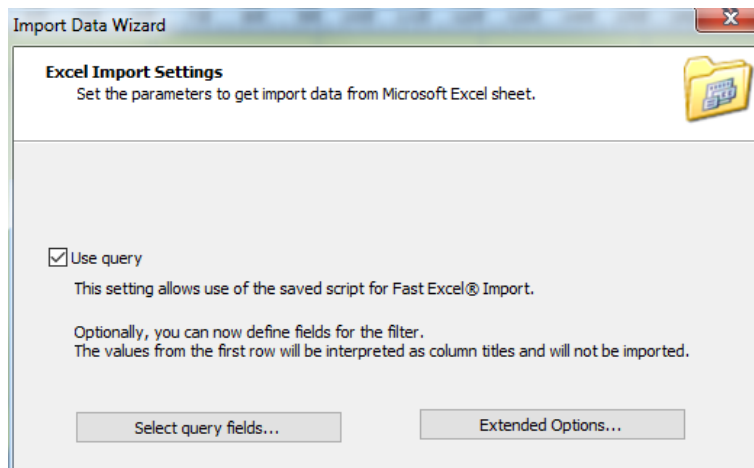 Import Data Wizard
Excel Import Settings
Set the parameters to get import data from Microsoft Excel sheet.
Use query
This setting allows use of the saved script for Fast Excel® Import.
Optionally, you can now define fields for the filter.
The values from the first row will be interpreted as column titles and will not be imported.
Select query fields...
Extended Options...